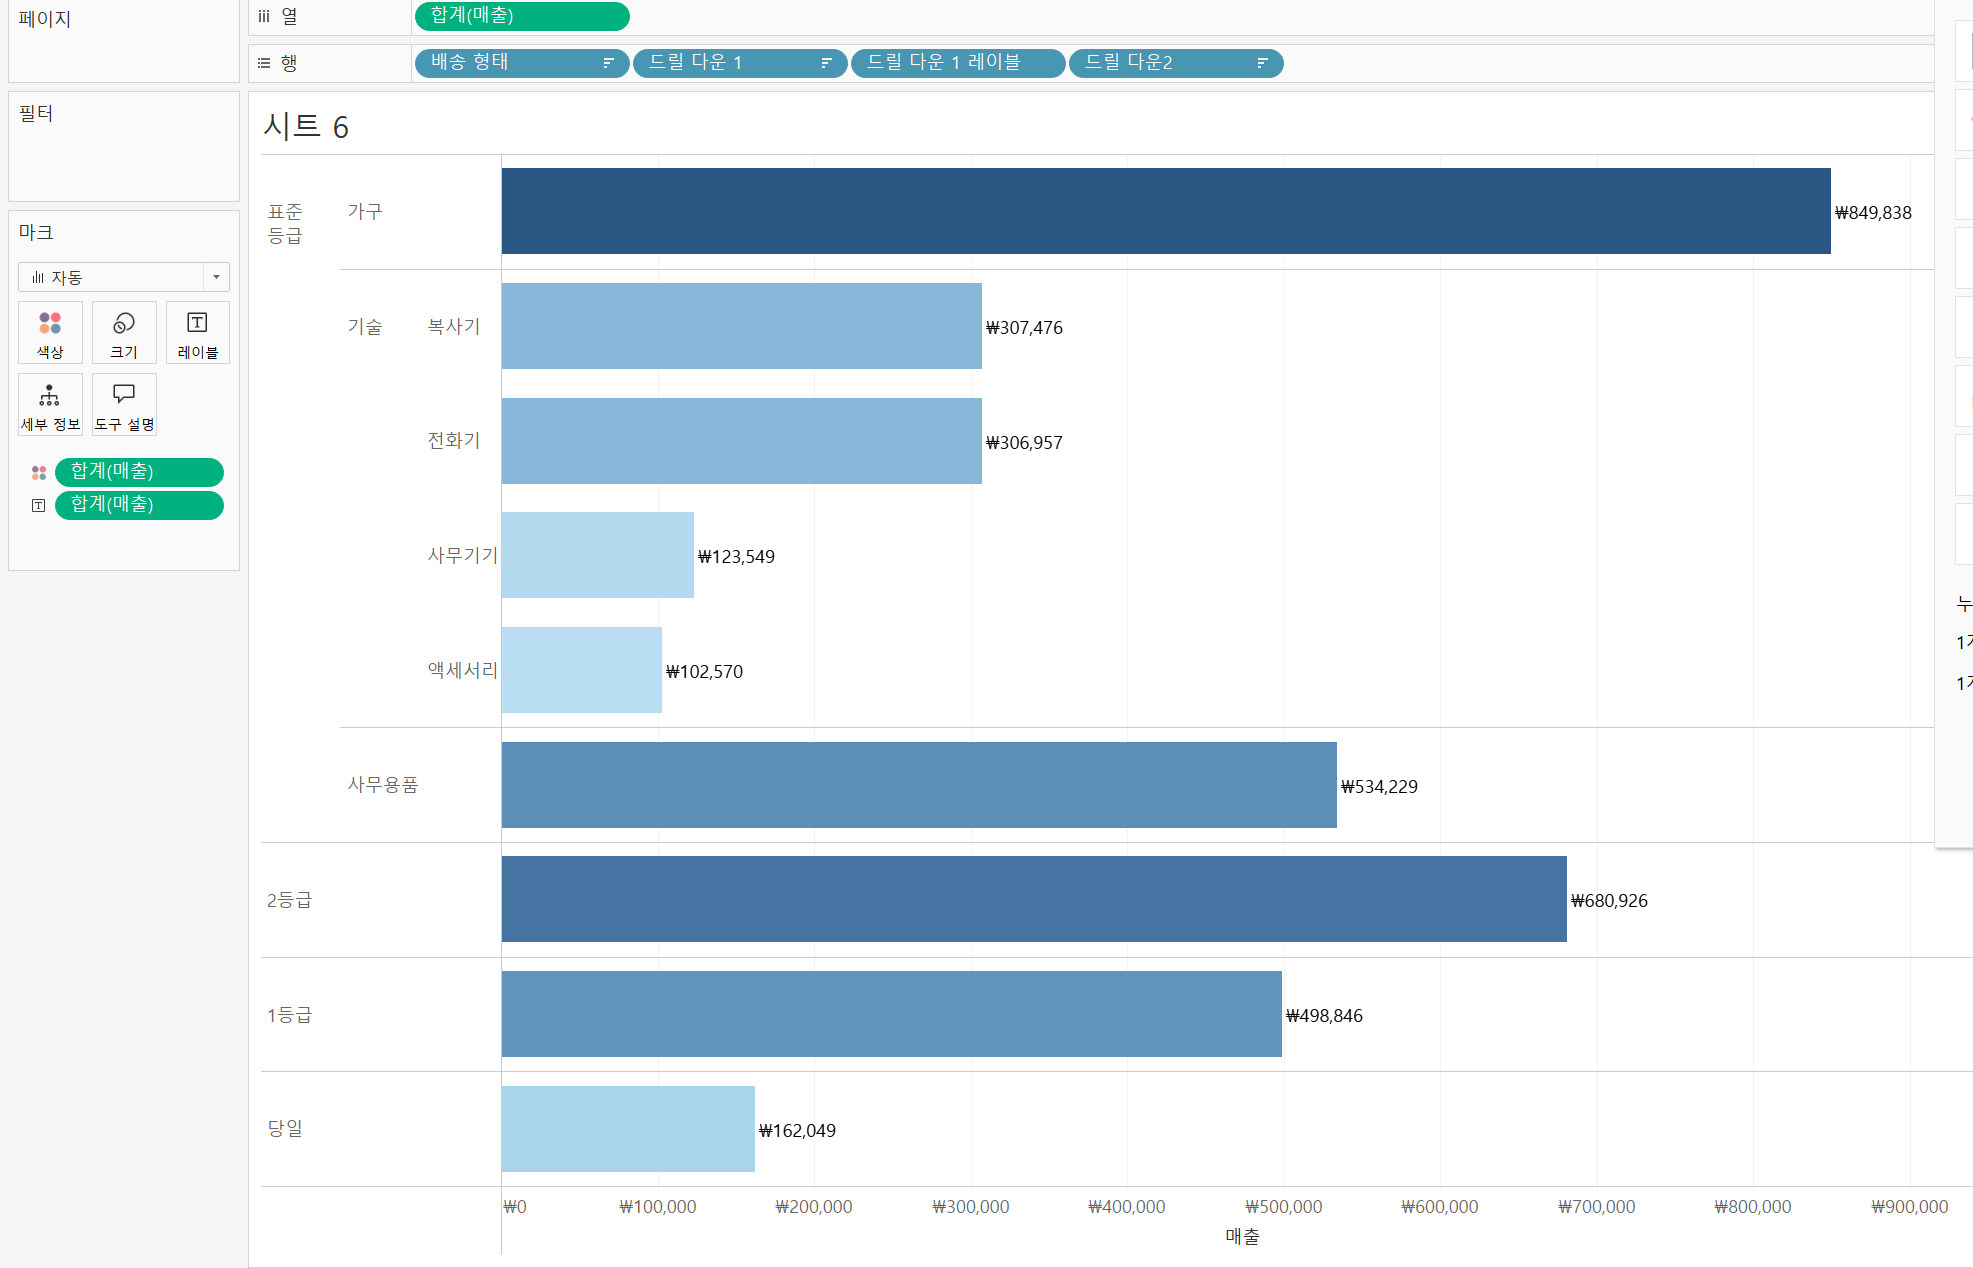 페이지
열
합계(매출)
행
배송 형태
드릴 다운 1
드릴 다운 1 레이블
드릴 다운2
필터
마크
자동
색상
크기
레이블
세부 정보
도구 설명
합계(매출)
합계(매출)
시트 6
표준
등급
가구
₩849,838
기술
복사기
₩307,476
전화기
₩306,957
사무기기
₩123,549
액세서리
₩102,570
사무용품
₩534,229
2등급
₩680,926
1등급
₩498,846
당일
₩162,049
₩0
₩100,000
₩200,000
₩300,000
₩400,000
₩500,000
₩600,000
₩700,000
₩800,000
₩900,000
매출
누